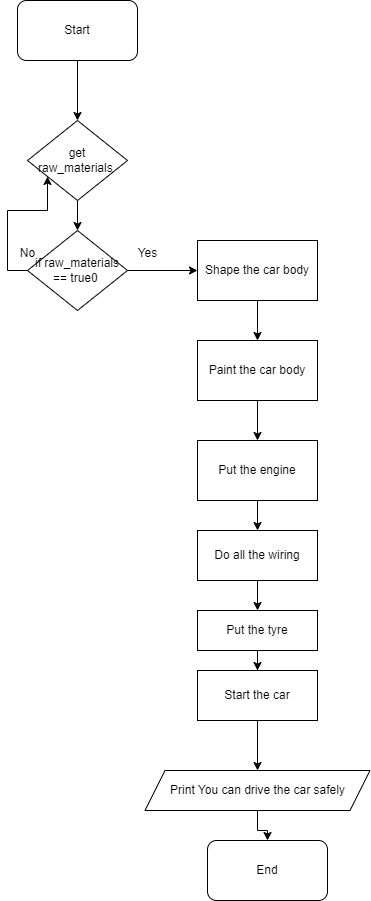 Start
get
raw_materials
No
if raw_materials
== true0
Yes
Shape the car body
Paint the car body
Put the engine
Do all the wiring
Put the tyre
Start the car
Print You can drive the car safely
End